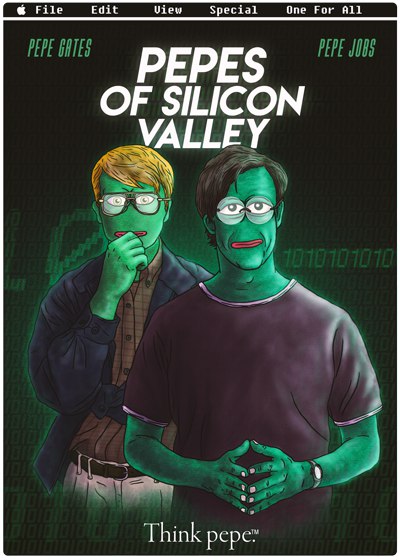 File Edit View Special One For All
PEPE GATES PEPE JOBS
PEPES
OF SILICON
VALLEY
1010101010
Think pepe.™